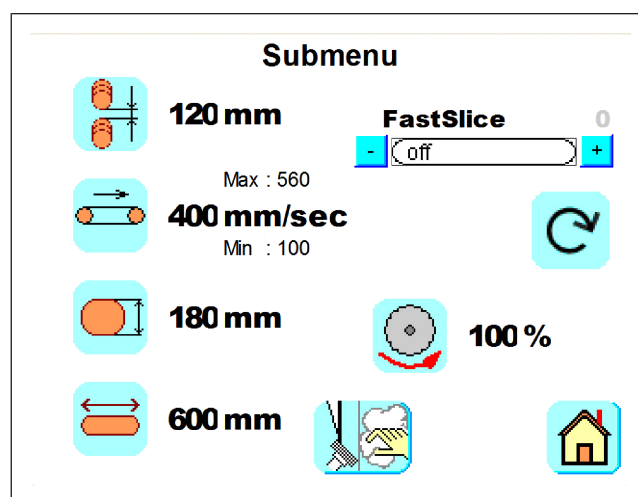 Submenu
120 mm
FastSlice 0
- off +
Max : 560
400 mm/sec
Min : 100
180 mm
100 %
600 mm